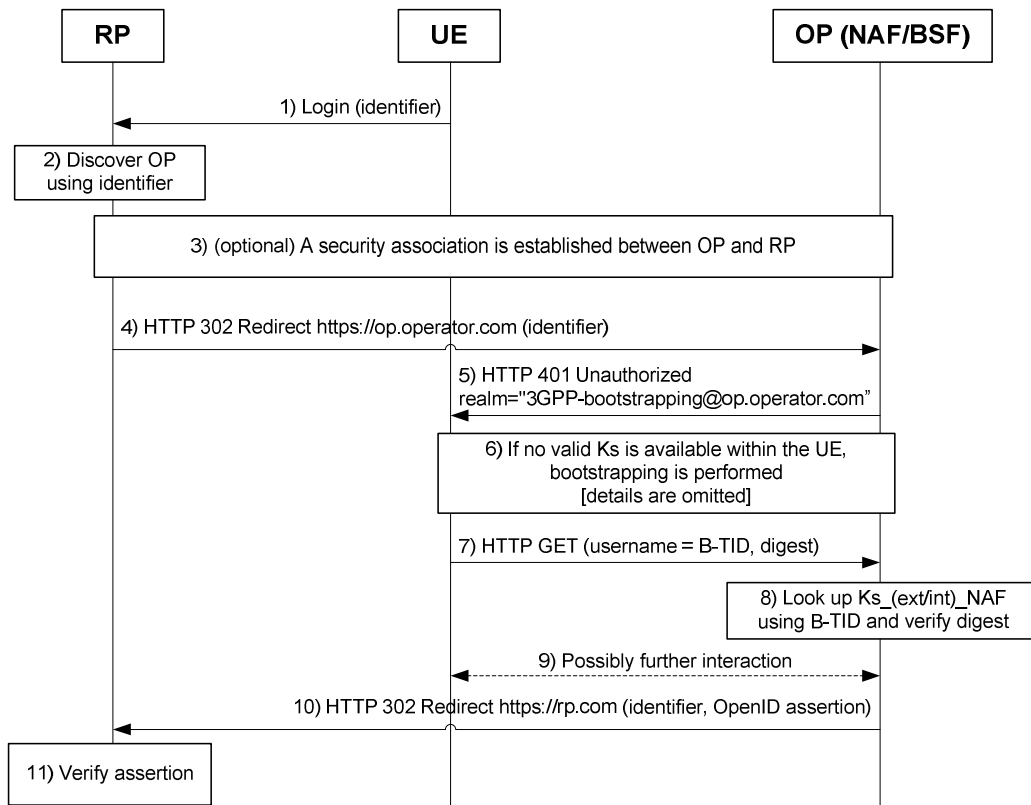 RP
UE
OP (NAF/BSF)
1) Login (identifier)
2) Discover OP
using identifier
3) (optional) A security association is established between OP and RP
4) HTTP 302 Redirect https://op.operator.com (identifier)
5) HTTP 401 Unauthorized
realm="3GPP-bootstrapping@op.operator.com”
6) If no valid Ks is available within the UE,
bootstrapping is performed
[details are omitted]
7) HTTP GET (username = B-TID, digest)
8) Look up Ks_(ext/int)_NAF
using B-TID and verify digest
9) Possibly further interaction
10) HTTP 302 Redirect https://rp.com (identifier, OpenID assertion)
11) Verify assertion